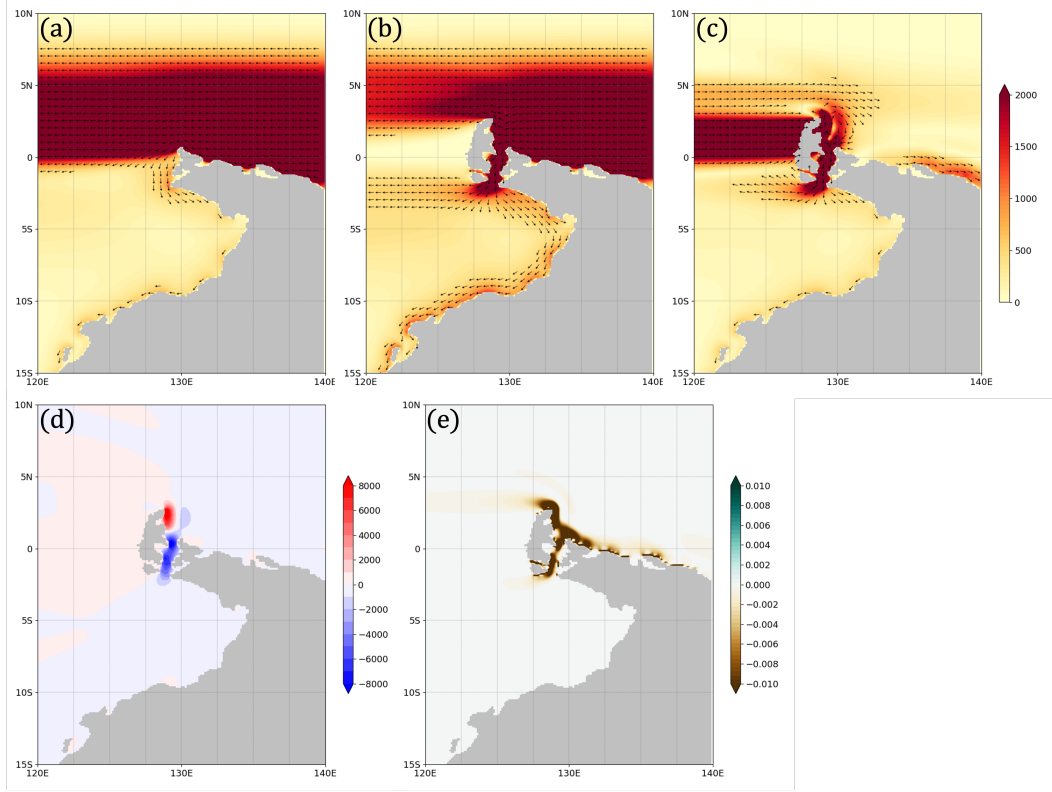 (a)
10N
5N
0
5S
10S
15S
120E
130E
140E
(b)
10N
5N
0
5S
10S
15S
120E
130E
140E
(c)
10N
5N
0
5S
10S
15S
120E
130E
140E
2000
1500
1000
500
0
(d)
10N
5N
0
5S
10S
15S
120E
130E
140E
8000
6000
4000
2000
0
−2000
−4000
−6000
−8000
(e)
10N
5N
0
5S
10S
15S
120E
130E
140E
0.010
0.008
0.006
0.004
0.002
0.000
−0.002
−0.004
−0.006
−0.008
−0.010